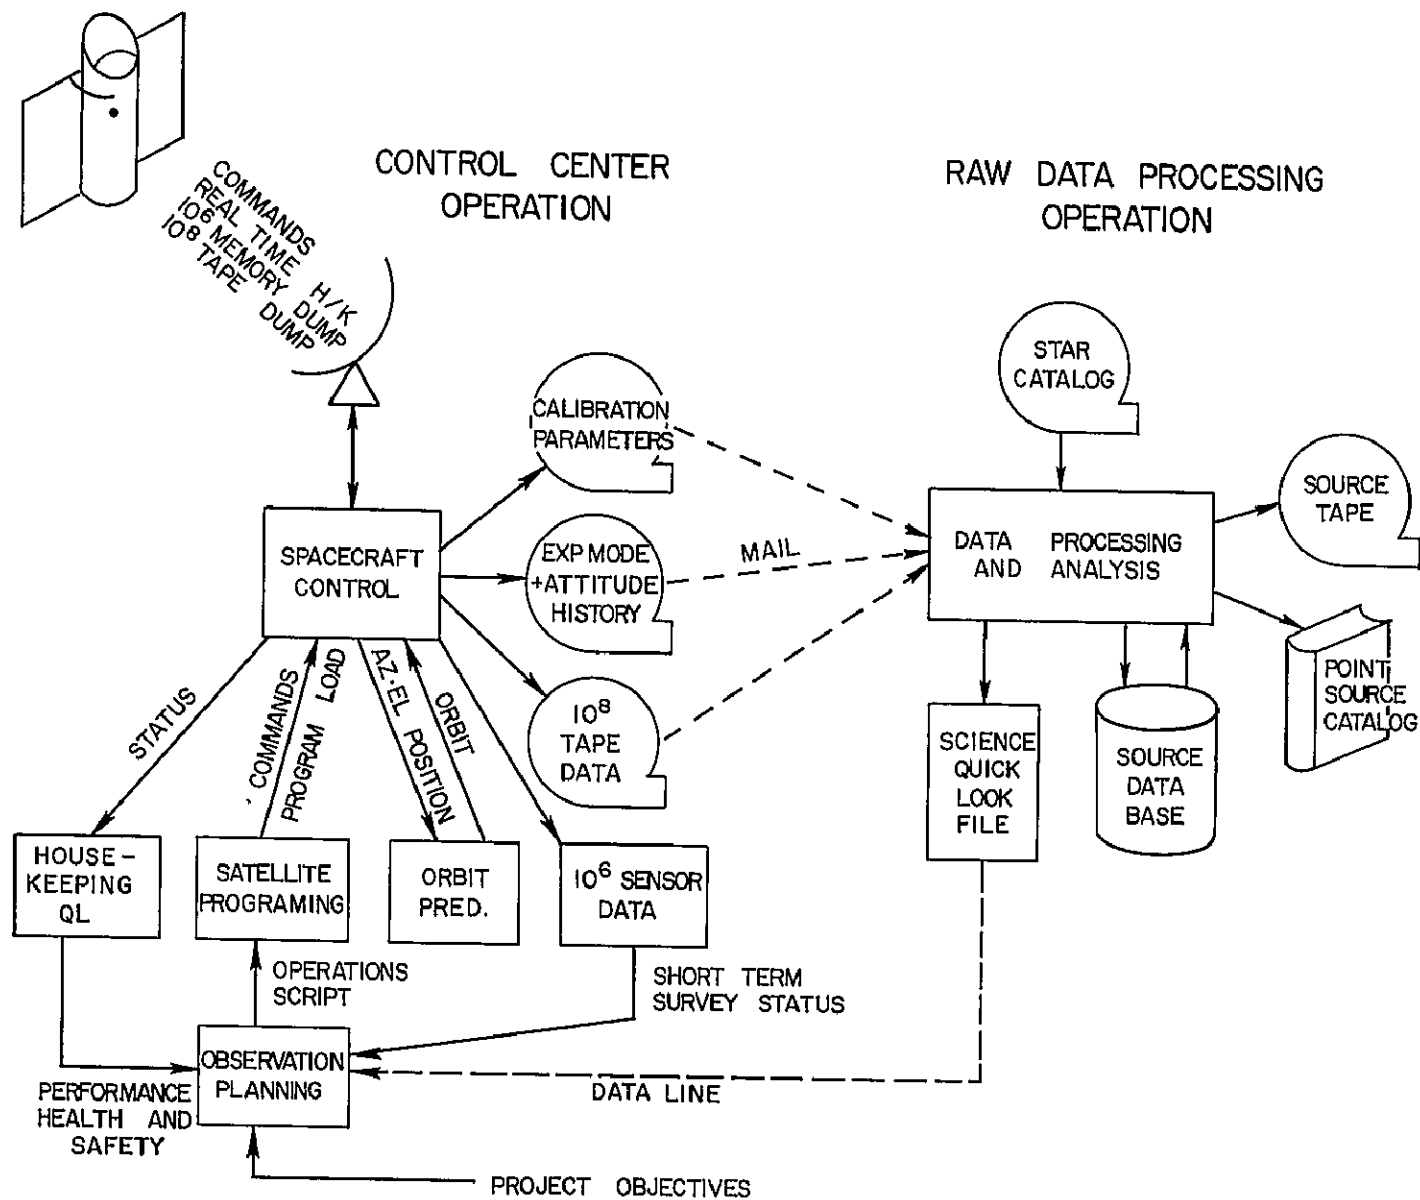 CONTROL CENTER
OPERATION
RAW DATA PROCESSING
OPERATION
COMMANDS
REAL TIME H/K
10⁶ MEMORY DUMP
10⁸ TAPE DUMP
STAR
CATALOG
CALIBRATION
PARAMETERS
SOURCE
TAPE
SPACECRAFT
CONTROL
EXP MODE
+ATTITUDE
HISTORY
MAIL
DATA PROCESSING
AND ANALYSIS
STATUS
COMMANDS
PROGRAM LOAD
AZ-EL POSITION
ORBIT
10⁸
TAPE
DATA
SCIENCE
QUICK
LOOK
FILE
SOURCE
DATA
BASE
POINT
SOURCE
CATALOG
HOUSE-
KEEPING
QL
SATELLITE
PROGRAMING
ORBIT
PRED.
10⁶ SENSOR
DATA
OPERATIONS
SCRIPT
SHORT TERM
SURVEY STATUS
OBSERVATION
PLANNING
PERFORMANCE
HEALTH AND
SAFETY
DATA LINE
PROJECT OBJECTIVES